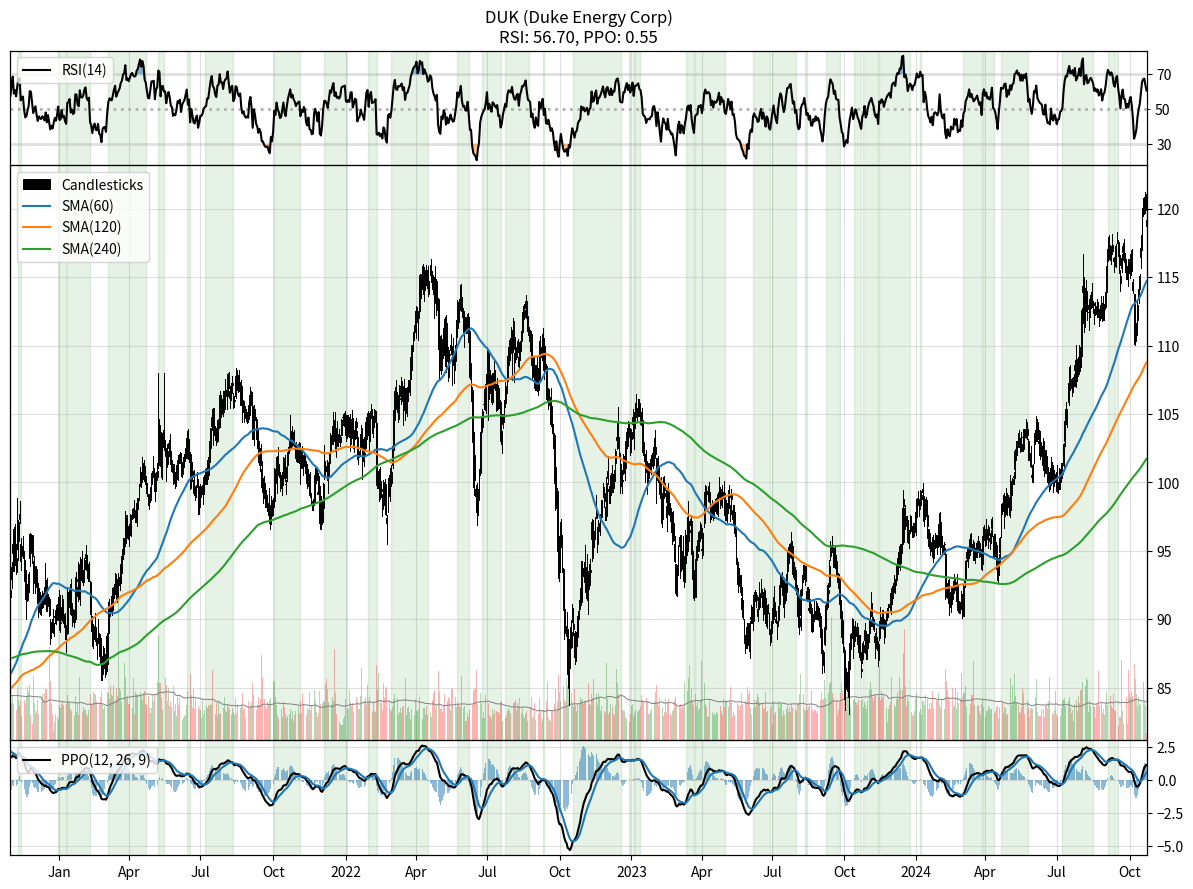 DUK (Duke Energy Corp)
RSI: 56.70, PPO: 0.55
RSI(14)
70
50
30
Candlesticks
SMA(60)
SMA(120)
SMA(240)
120
115
110
105
100
95
90
85
PPO(12, 26, 9)
2.5
0.0
−2.5
−5.0
Jan Apr Jul Oct 2022 Apr Jul Oct 2023 Apr Jul Oct 2024 Apr Jul Oct